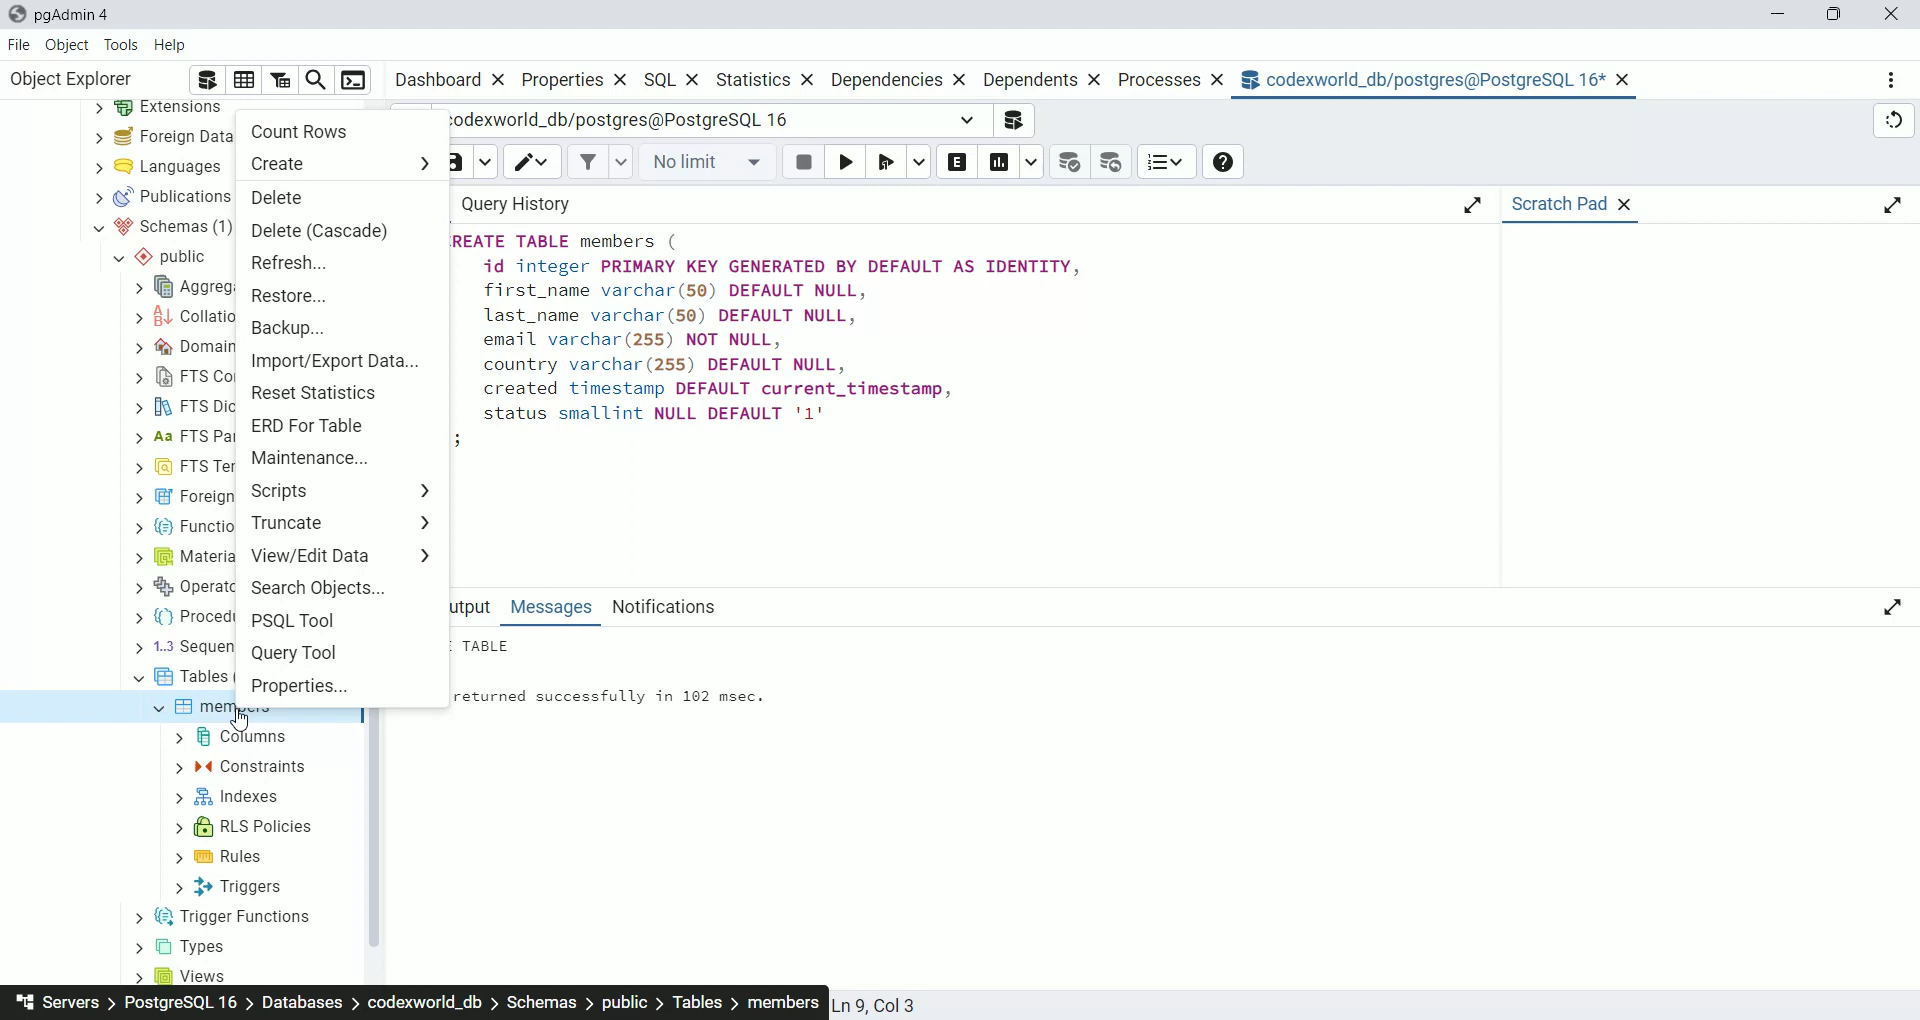 pgAdmin 4
File Object Tools Help
Object Explorer
Dashboard Properties SQL Statistics Dependencies Dependents Processes codexworld_db/postgres@PostgreSQL 16*
Extensions
Foreign Data
Languages
Publications
Schemas (1)
public
Aggrega
Collatio
Domain
FTS Co
FTS Dic
Aa FTS Par
FTS Ter
Foreign
Functio
Materia
Operato
Procedu
1..3 Sequen
Tables (
members
Columns
Constraints
Indexes
RLS Policies
Rules
Triggers
Trigger Functions
Types
Views
Count Rows
Create
Delete
Delete (Cascade)
Refresh...
Restore...
Backup...
Import/Export Data...
Reset Statistics
ERD For Table
Maintenance...
Scripts
Truncate
View/Edit Data
Search Objects...
PSQL Tool
Query Tool
Properties...
codexworld_db/postgres@PostgreSQL 16
No limit
E
Query History
Scratch Pad
REATE TABLE members (
id integer PRIMARY KEY GENERATED BY DEFAULT AS IDENTITY,
first_name varchar(50) DEFAULT NULL,
last_name varchar(50) DEFAULT NULL,
email varchar(255) NOT NULL,
country varchar(255) DEFAULT NULL,
created timestamp DEFAULT current_timestamp,
status smallint NULL DEFAULT '1'
;
utput Messages Notifications
TABLE
returned successfully in 102 msec.
Servers > PostgreSQL 16 > Databases > codexworld_db > Schemas > public > Tables > members
Ln 9, Col 3